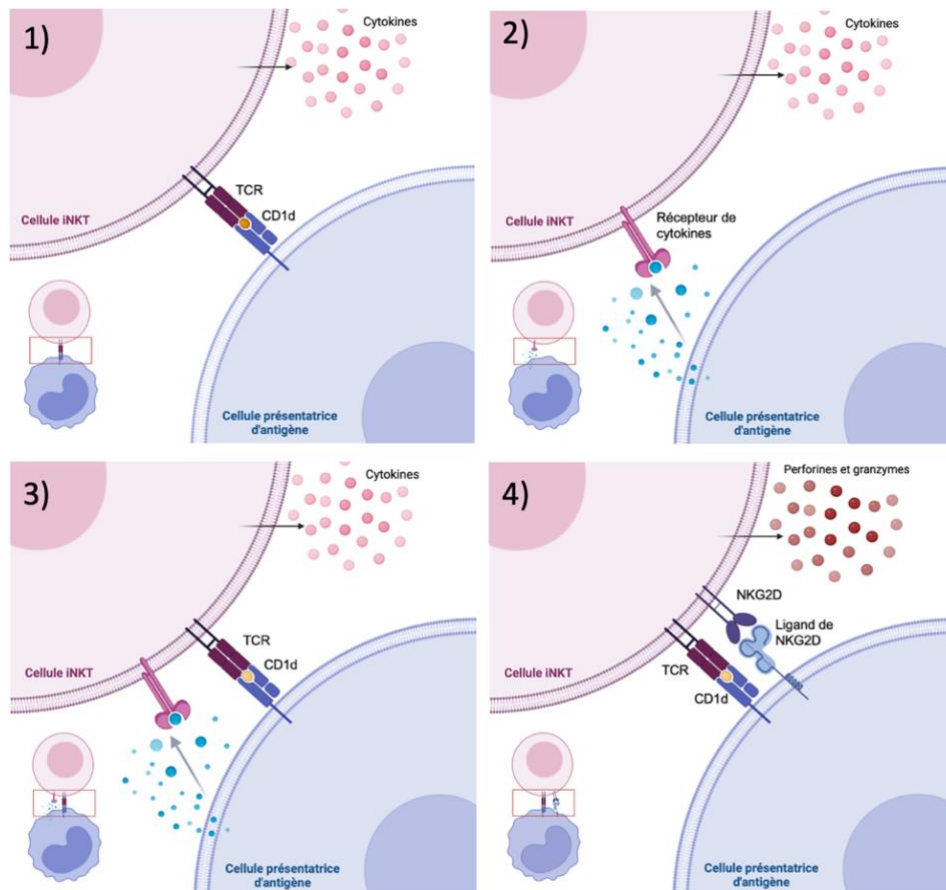 1)
Cytokines
TCR
CD1d
Cellule iNKT
Cellule présentatrice
d'antigène
2)
Cytokines
Cellule iNKT
Récepteur de
cytokines
Cellule présentatrice
d'antigène
3)
Cytokines
TCR
CD1d
Cellule iNKT
Cellule présentatrice
d'antigène
4)
Perforines et granzymes
NKG2D
Ligand de
NKG2D
TCR
Cellule iNKT
CD1d
Cellule présentatrice
d'antigène